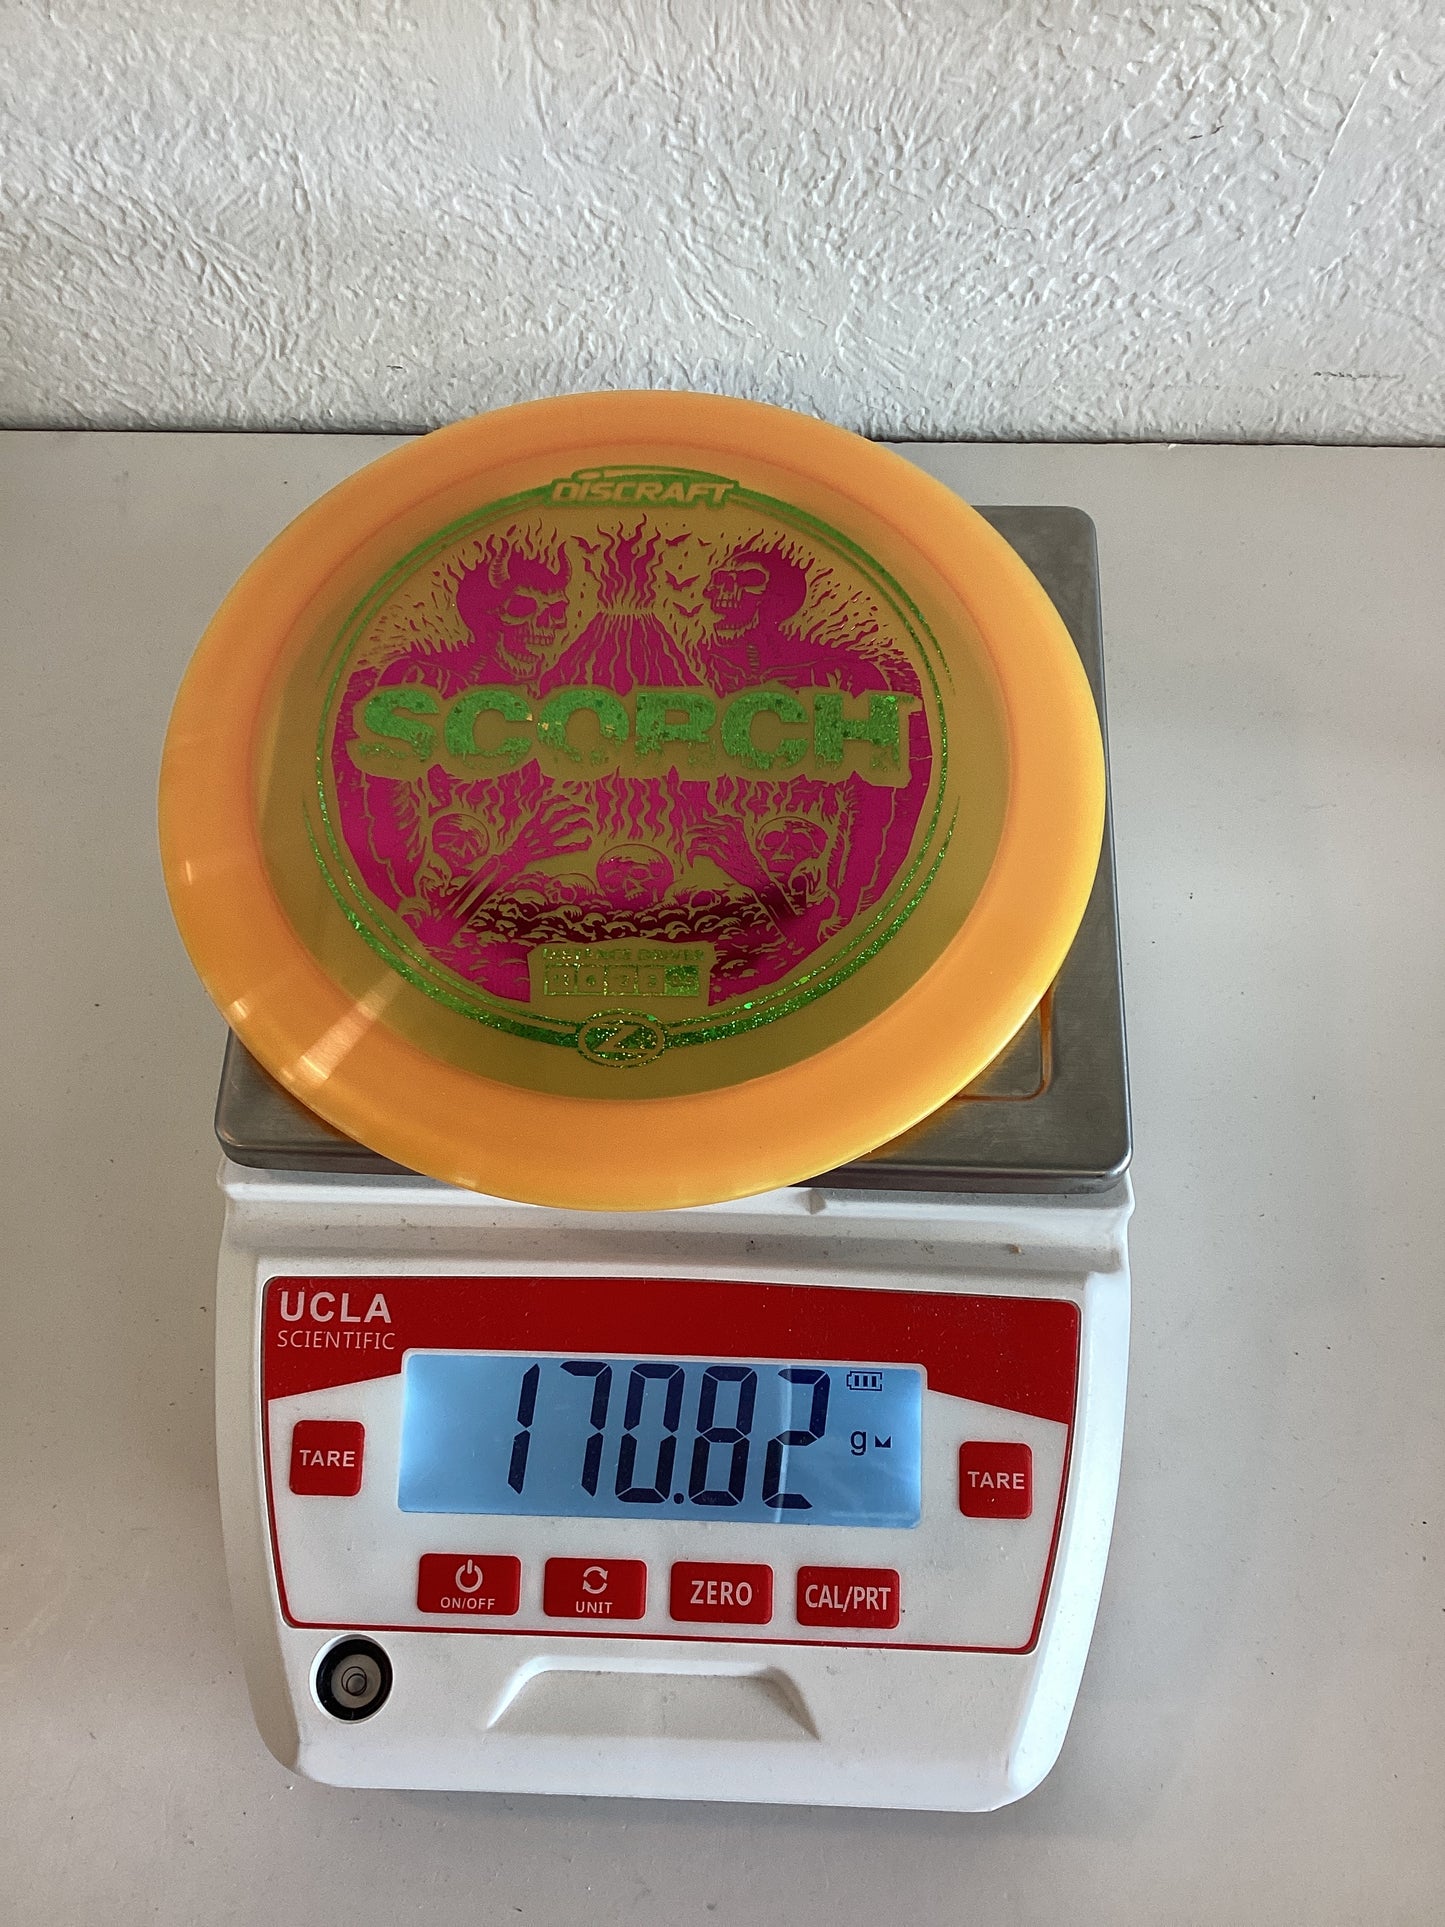 DISCRAFT
SCORCH
DISTANCE DRIVER
Z
UCLA
SCIENTIFIC
170.82 g
TARE
TARE
ON/OFF
UNIT
ZERO
CAL/PRT